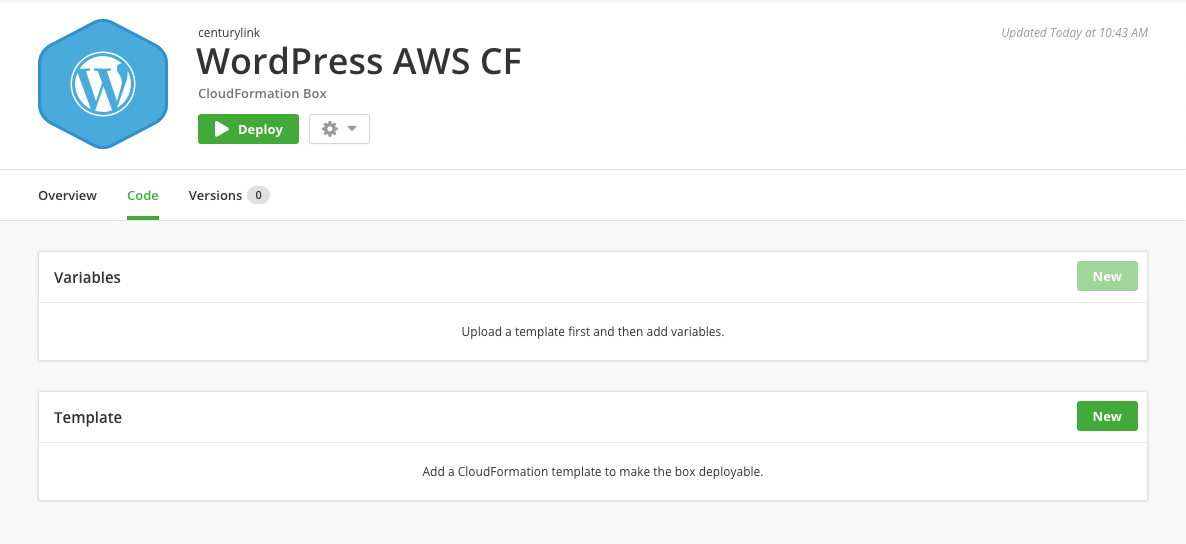 centurylink
Updated Today at 10:43 AM
WordPress AWS CF
CloudFormation Box
Deploy
Overview Code Versions 0
Variables New
Upload a template first and then add variables.
Template New
Add a CloudFormation template to make the box deployable.